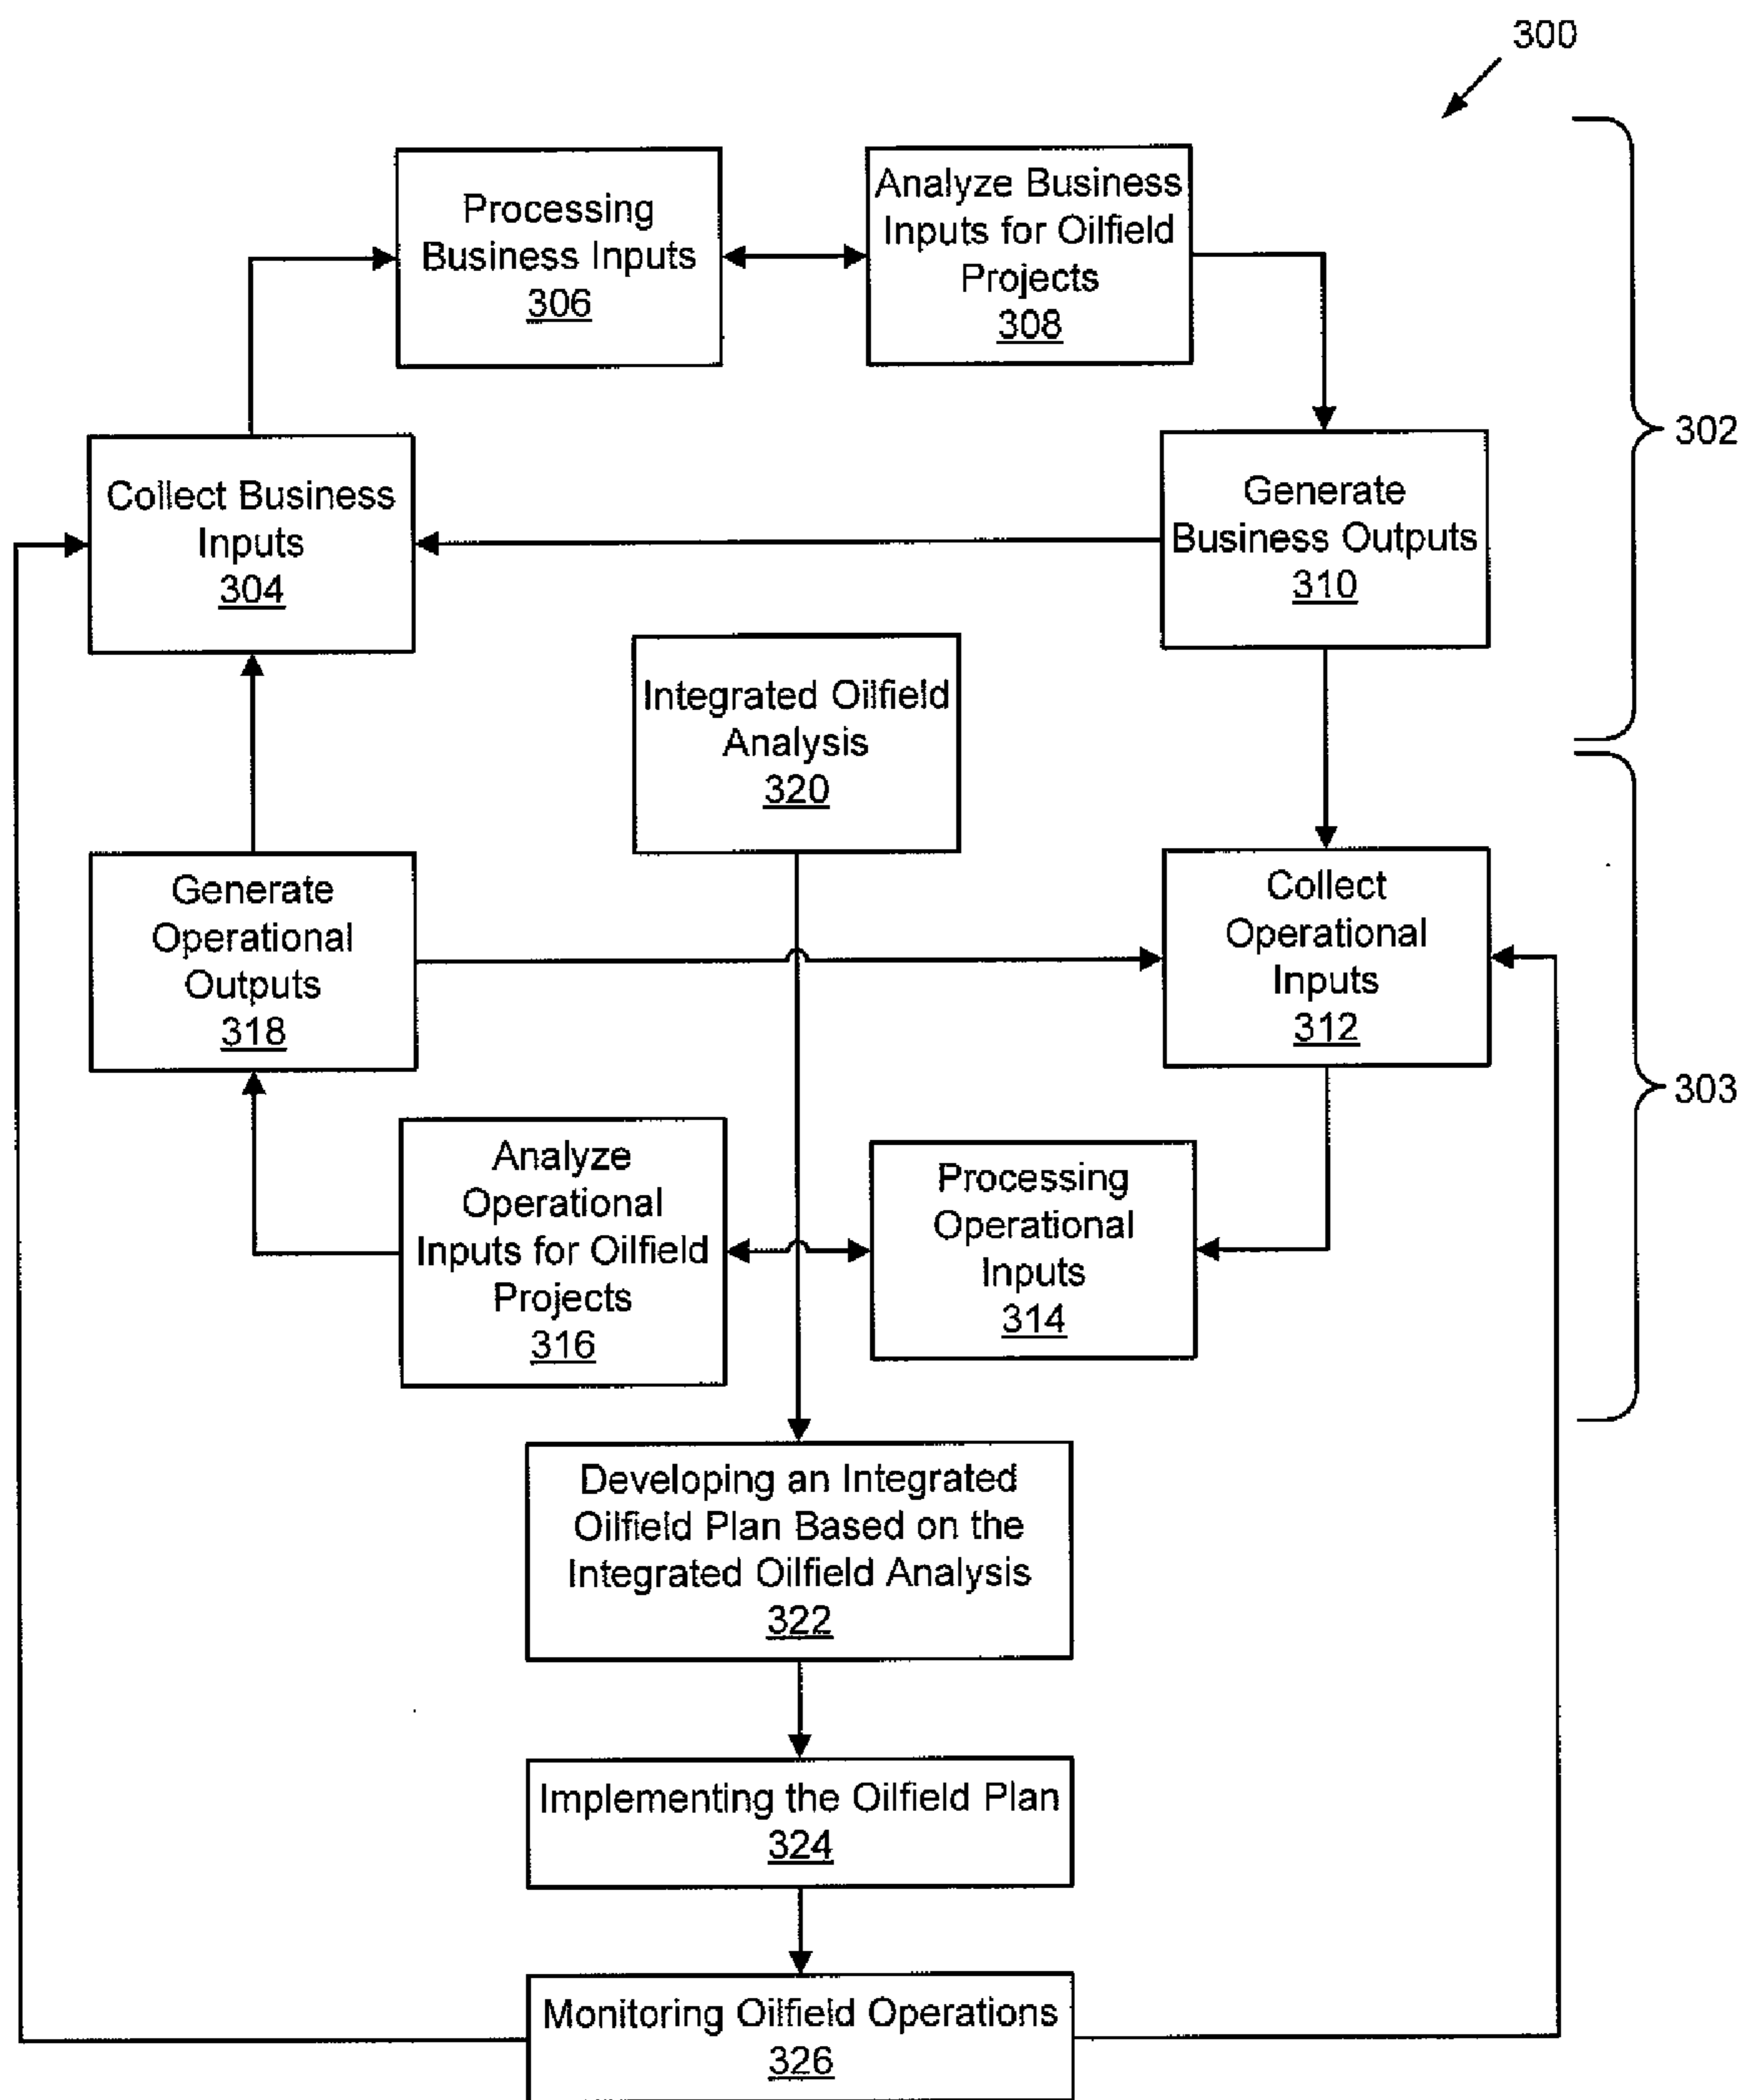 300
Processing
Business Inputs
306
Analyze Business
Inputs for Oilfield
Projects
308
302
Collect Business
Inputs
304
Generate
Business Outputs
310
Integrated Oilfield
Analysis
320
Generate
Operational
Outputs
318
Collect
Operational
Inputs
312
303
Analyze
Operational
Inputs for Oilfield
Projects
316
Processing
Operational
Inputs
314
Developing an Integrated
Oilfield Plan Based on the
Integrated Oilfield Analysis
322
Implementing the Oilfield Plan
324
Monitoring Oilfield Operations
326